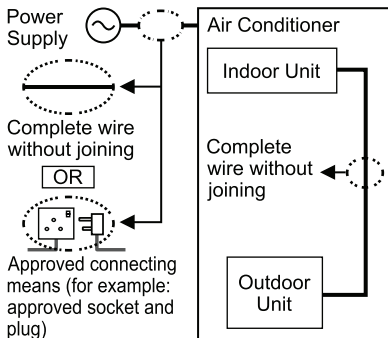 Power
Supply
Air Conditioner
Indoor Unit
Complete wire
without joining
OR
Complete
wire without
joining
Approved connecting
means (for example:
approved socket and
plug)
Outdoor
Unit